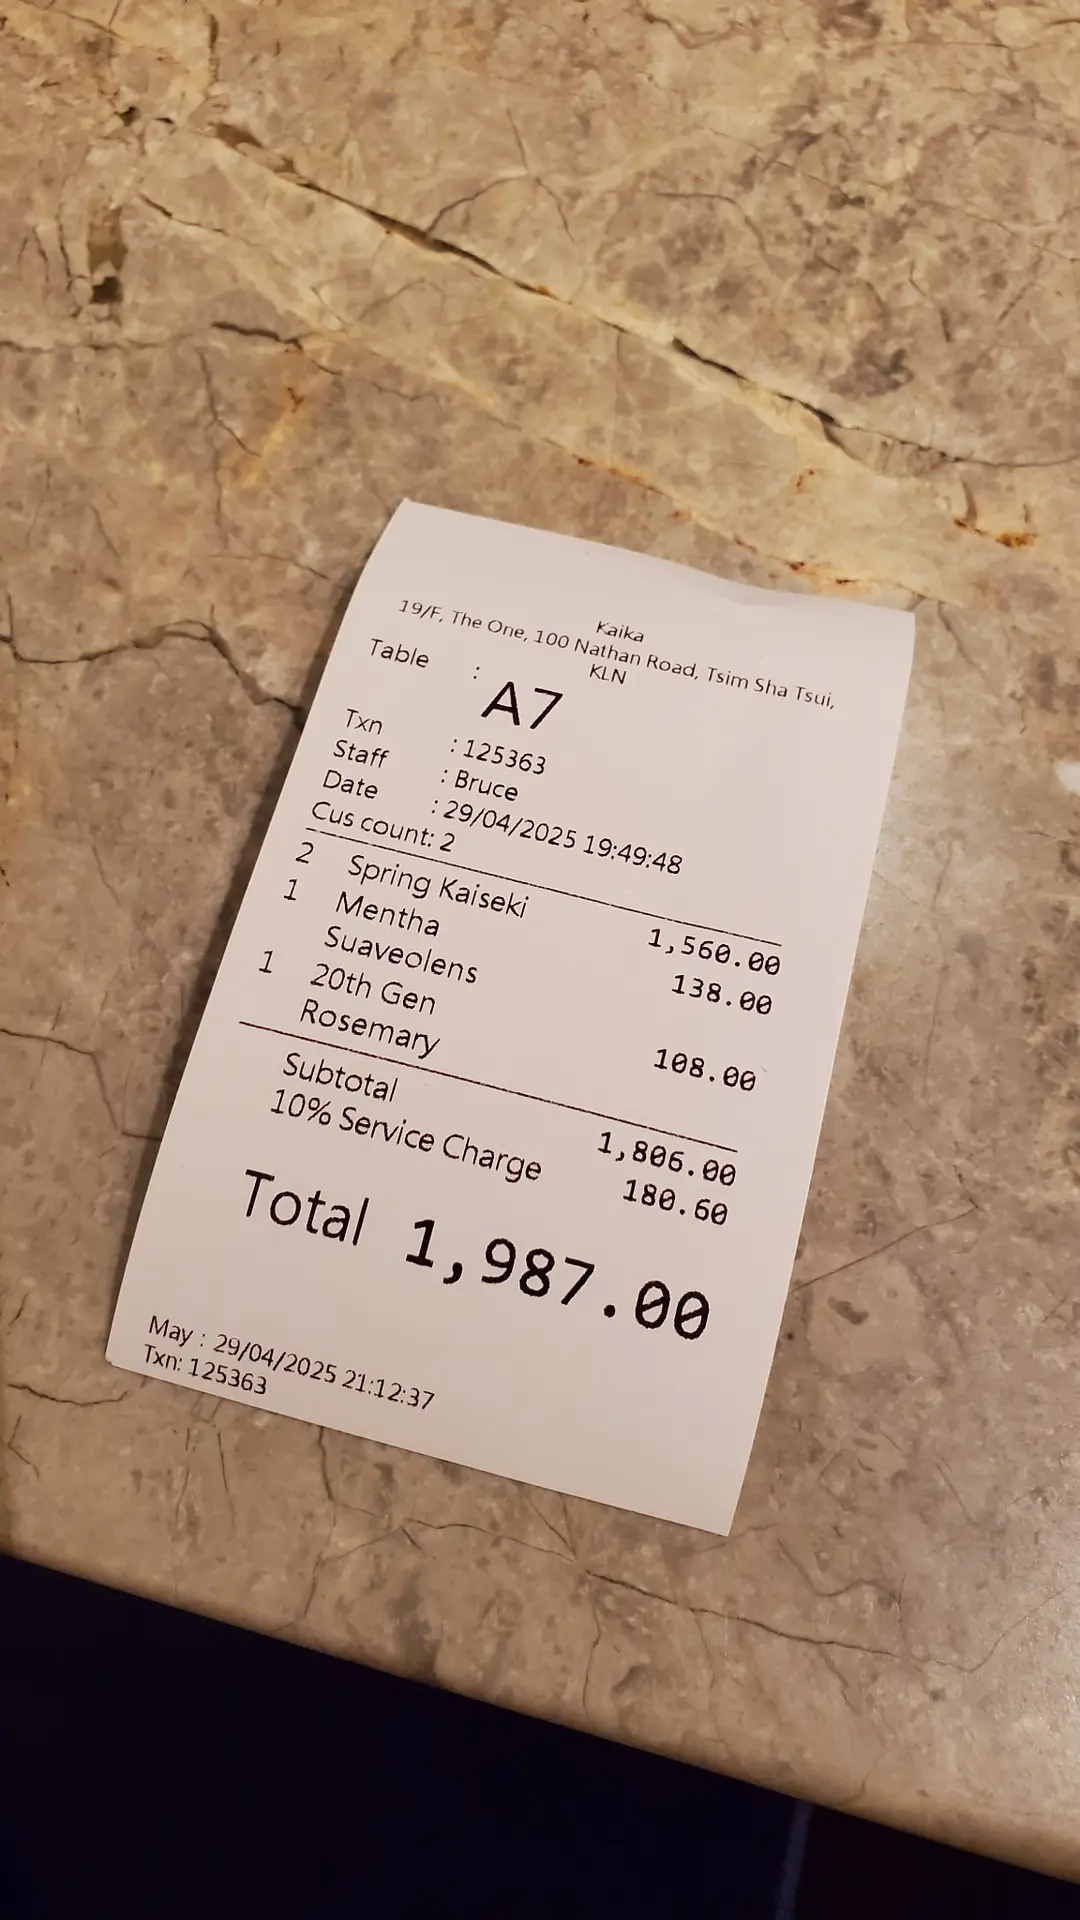 Kaika
19/F, The One, 100 Nathan Road, Tsim Sha Tsui,
KLN
Table : A7
Txn : 125363
Staff : Bruce
Date : 29/04/2025 19:49:48
Cus count: 2
2 Spring Kaiseki 1,560.00
1 Mentha 138.00
Suaveolens
1 20th Gen 108.00
Rosemary
Subtotal 1,806.00
10% Service Charge 180.60
Total 1,987.00
May : 29/04/2025 21:12:37
Txn: 125363